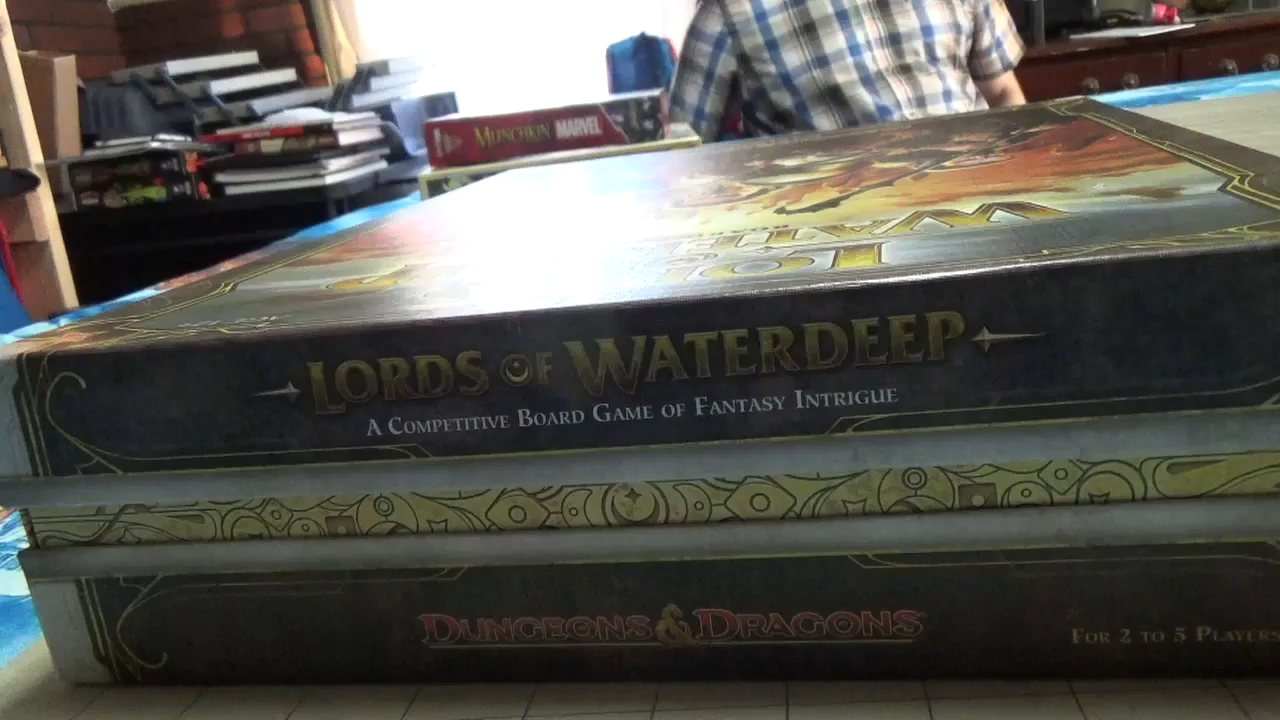 MUNCHKIN MARVEL
LORDS OF WATERDEEP
A COMPETITIVE BOARD GAME OF FANTASY INTRIGUE
DUNGEONS & DRAGONS
FOR 2 TO 5 PLAYERS